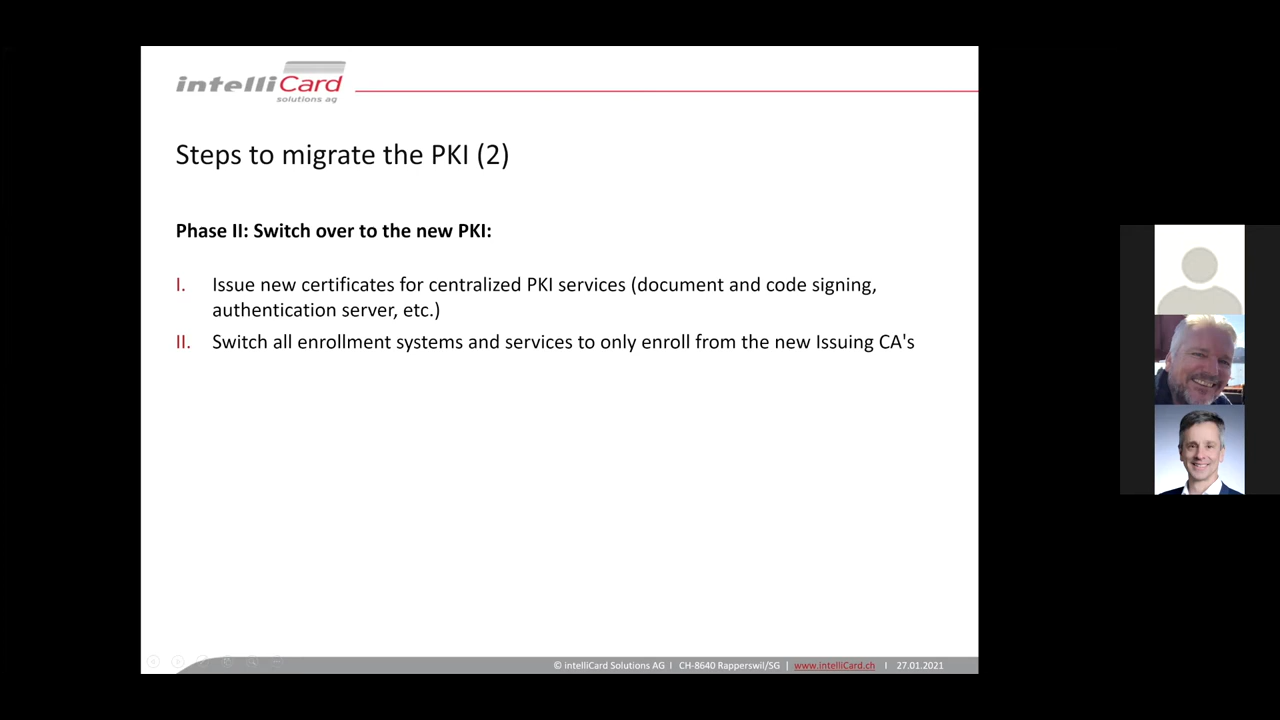 intelliCard
solutions ag
Steps to migrate the PKI (2)
Phase II: Switch over to the new PKI:
I. Issue new certificates for centralized PKI services (document and code signing,
authentication server, etc.)
II. Switch all enrollment systems and services to only enroll from the new Issuing CA's
© intelliCard Solutions AG I CH-8640 Rapperswil/SG | www.intelliCard.ch I 27.01.2021